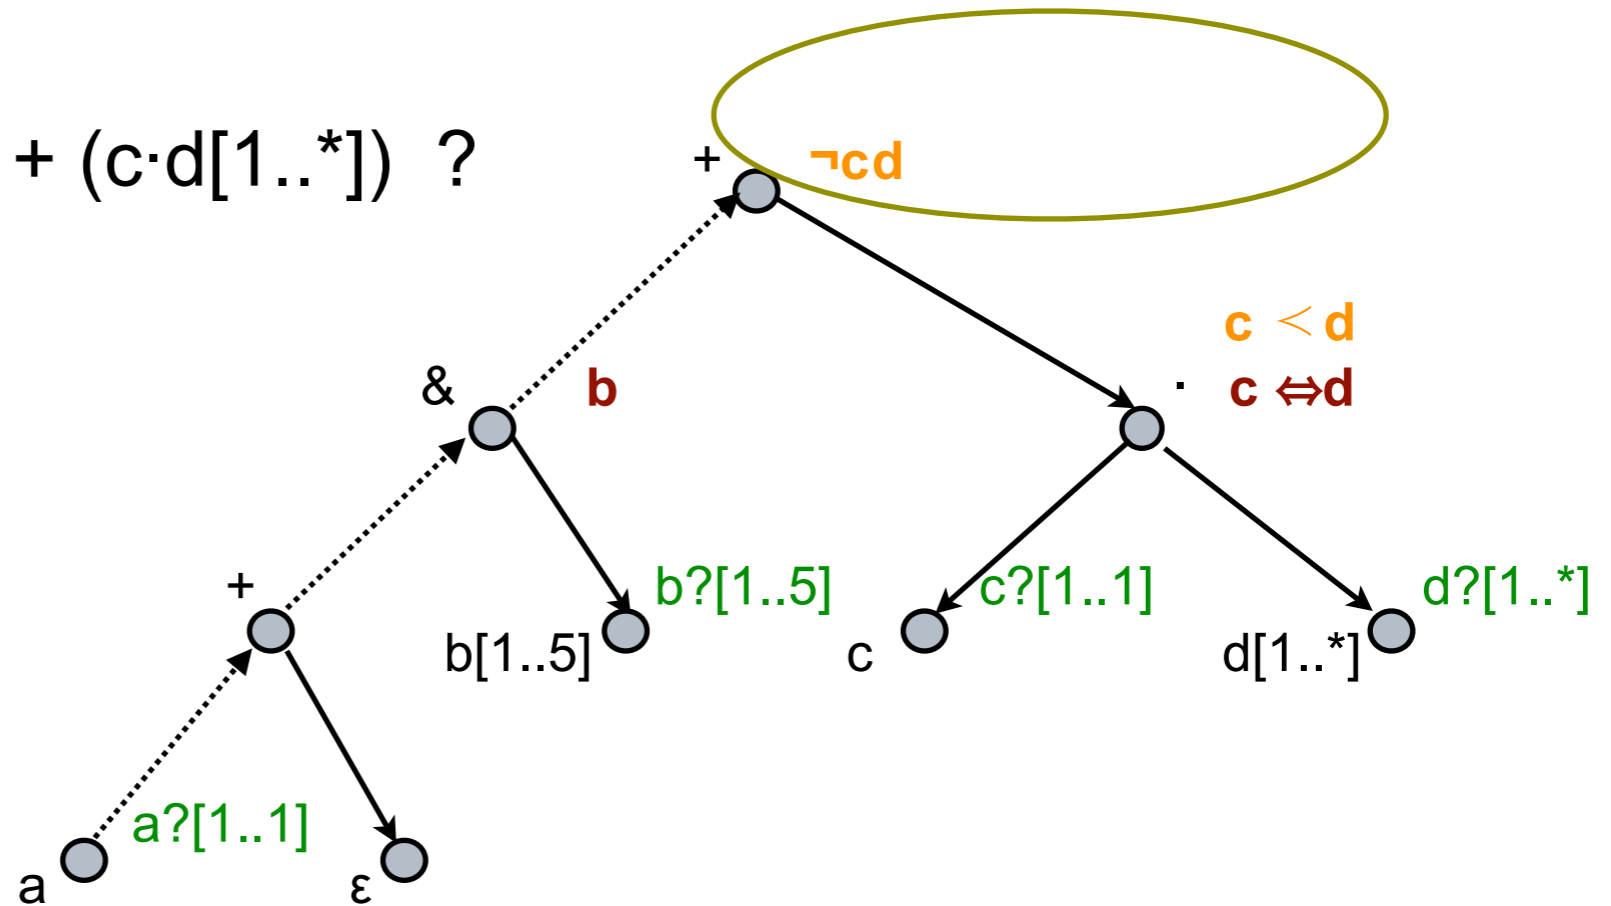 + (c·d[1..*]) ?
+ ¬cd
c < d
& b · c ⇔d
+ b?[1..5] c?[1..1] d?[1..*]
b[1..5] c d[1..*]
a?[1..1]
a ε